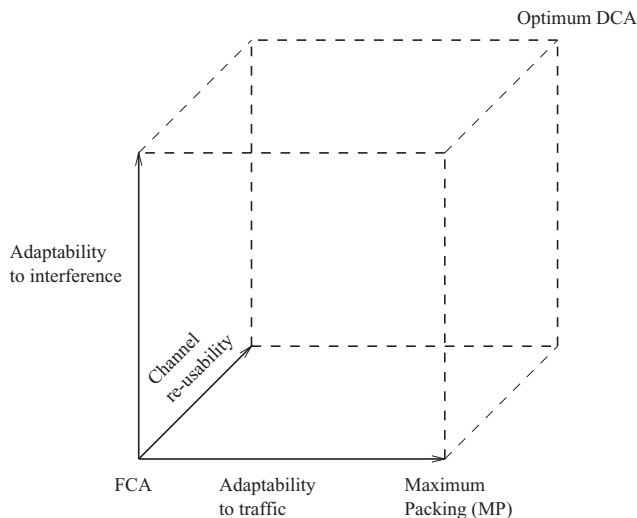 Optimum DCA
Adaptability
to interference
Channel
re-usability
FCA
Adaptability
to traffic
Maximum
Packing (MP)